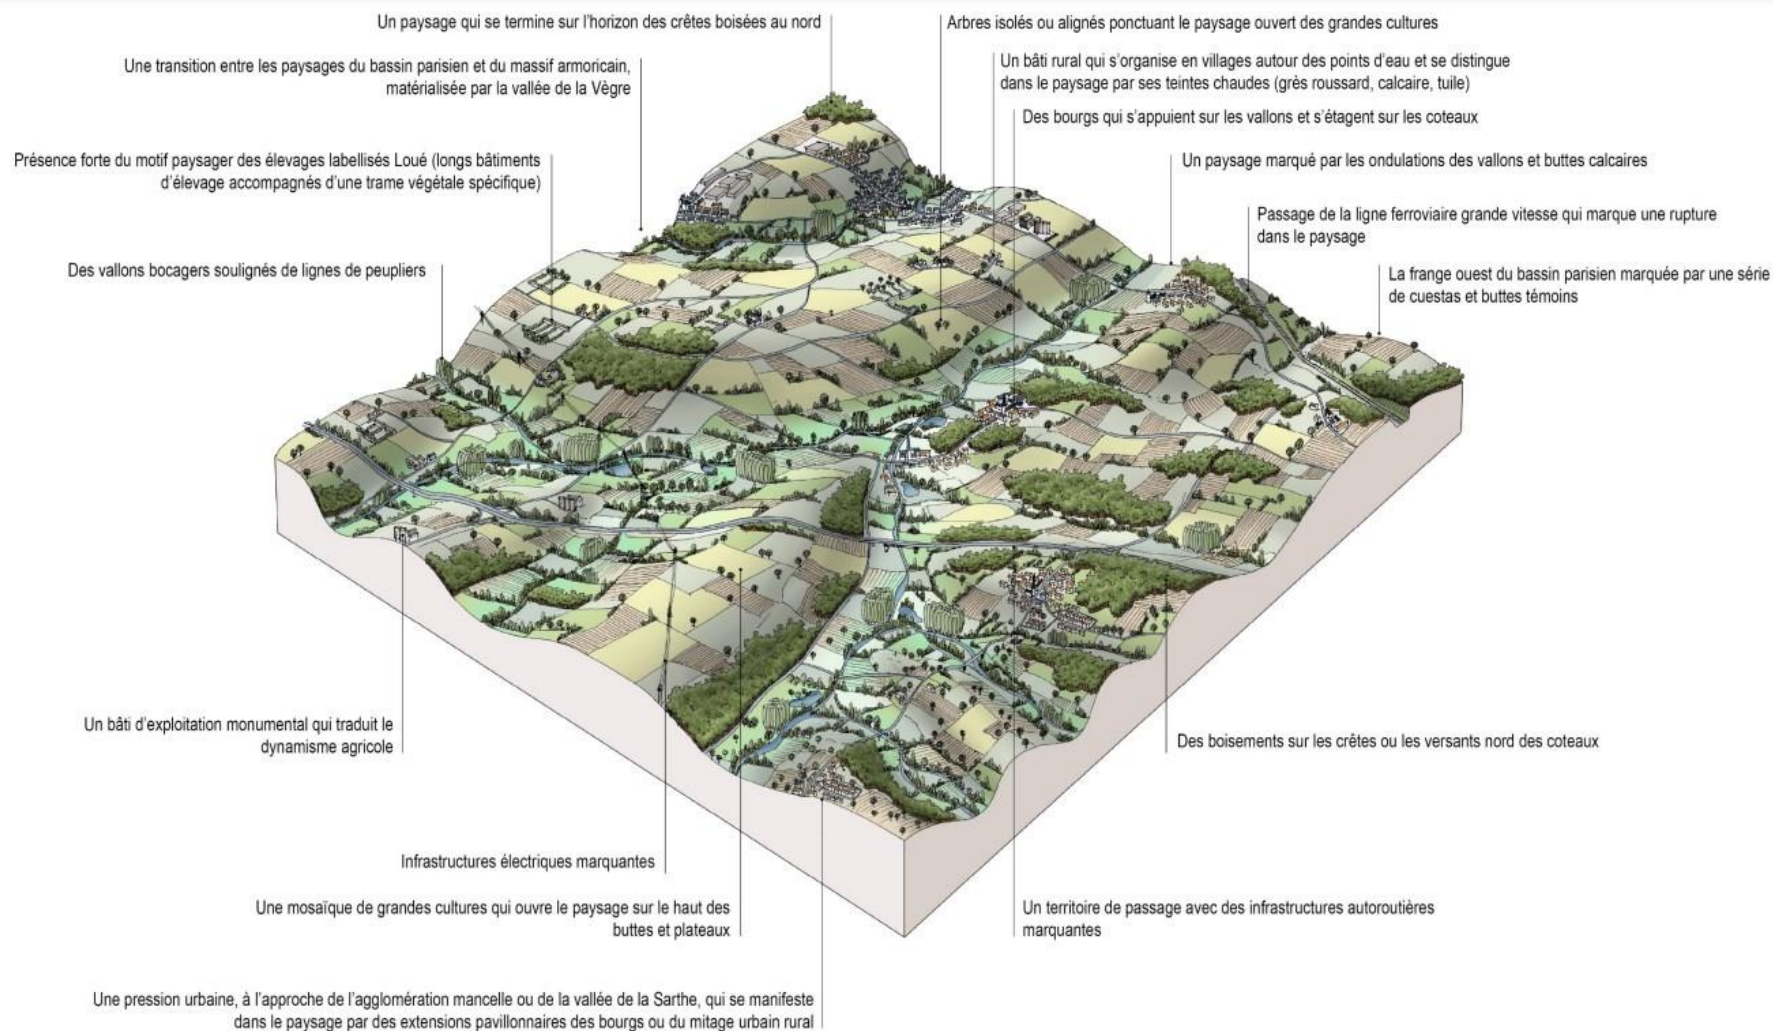 Un paysage qui se termine sur l'horizon des crêtes boisées au nord
Arbres isolés ou alignés ponctuant le paysage ouvert des grandes cultures
Une transition entre les paysages du bassin parisien et du massif armoricain,
matérialisée par la vallée de la Vègre
Un bâti rural qui s'organise en villages autour des points d'eau et se distingue
dans le paysage par ses teintes chaudes (grès roussard, calcaire, tuile)
Des bourgs qui s'appuient sur les vallons et s'étagent sur les coteaux
Présence forte du motif paysager des élevages labellisés Loué (longs bâtiments
d'élevage accompagnés d'une trame végétale spécifique)
Un paysage marqué par les ondulations des vallons et buttes calcaires
Passage de la ligne ferroviaire grande vitesse qui marque une rupture
dans le paysage
Des vallons bocagers soulignés de lignes de peupliers
La frange ouest du bassin parisien marquée par une série
de cuestas et buttes témoins
Un bâti d'exploitation monumental qui traduit le
dynamisme agricole
Des boisements sur les crêtes ou les versants nord des coteaux
Infrastructures électriques marquantes
Une mosaïque de grandes cultures qui ouvre le paysage sur le haut des
buttes et plateaux
Un territoire de passage avec des infrastructures autoroutières
marquantes
Une pression urbaine, à l'approche de l'agglomération mancelle ou de la vallée de la Sarthe, qui se manifeste
dans le paysage par des extensions pavillonnaires des bourgs ou du mitage urbain rural